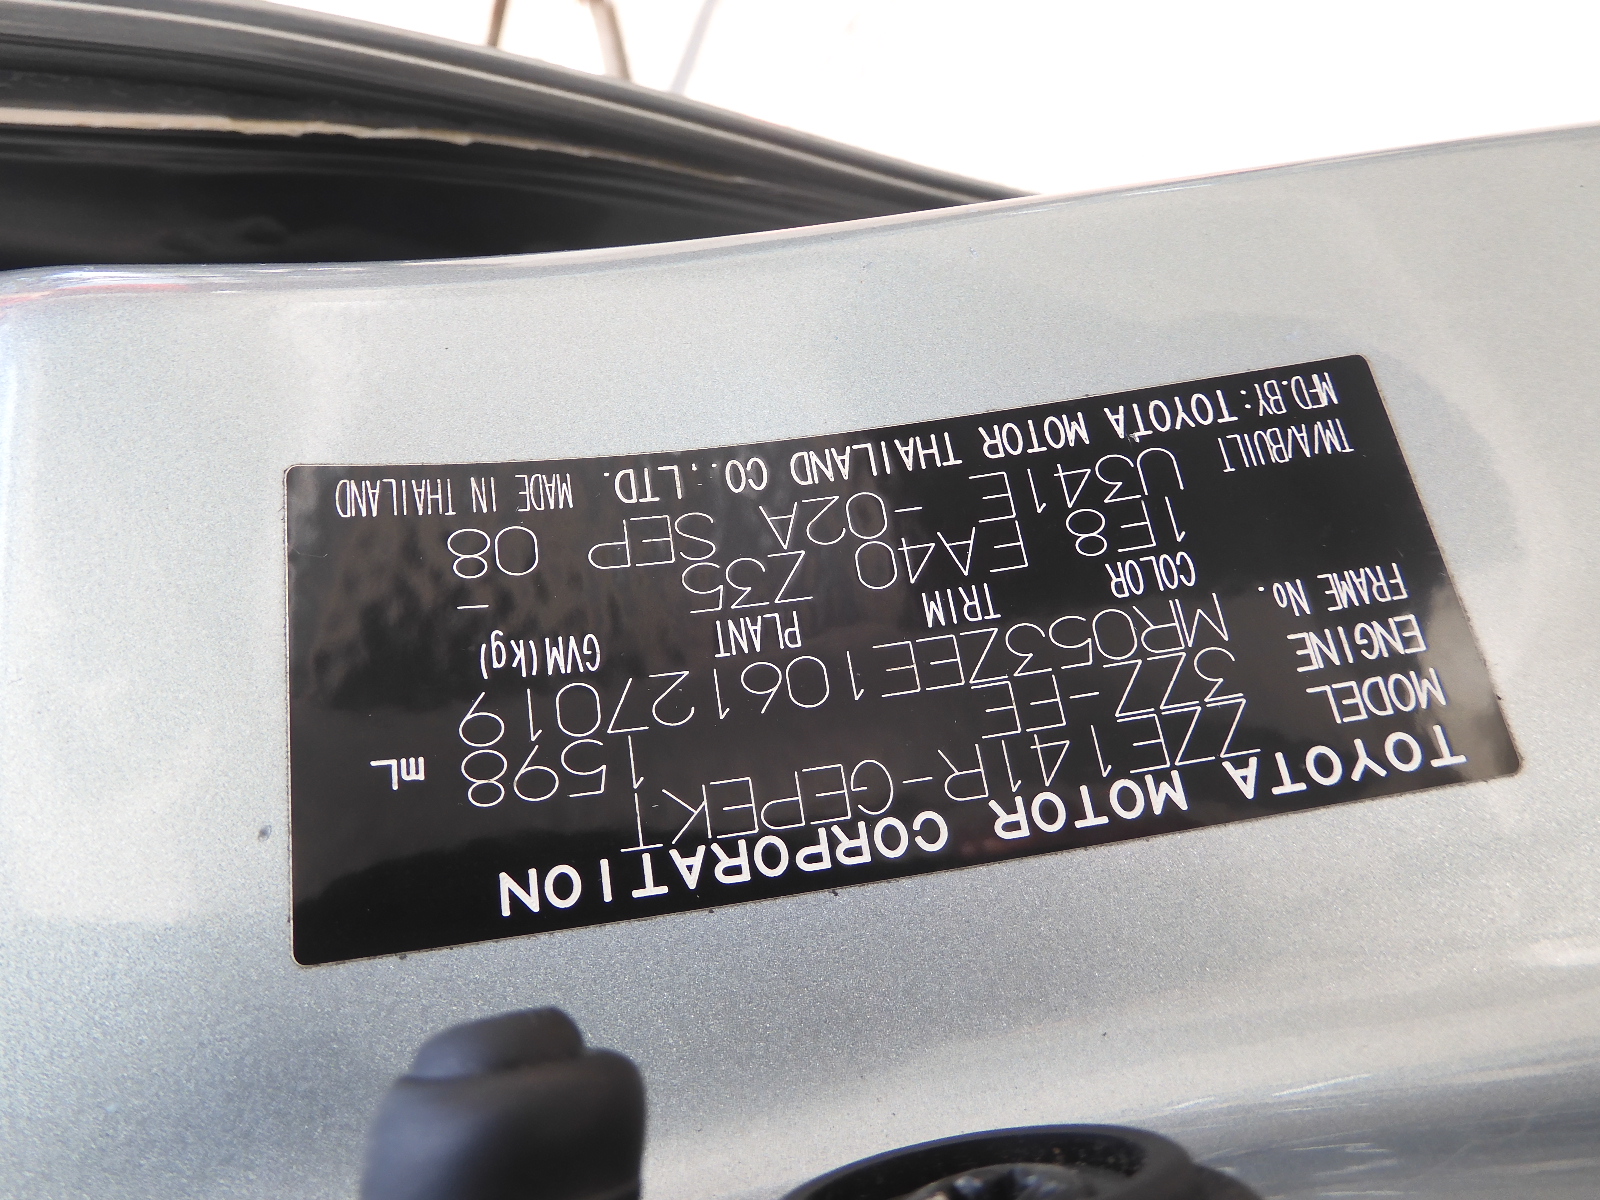 TOYOTA MOTOR CORPORATION
MODEL ZZE141R-GEPEKT
ENGINE 3ZZ-FE 1598 mL
FRAME No. MR053ZEE106127019
COLOR TRIM PLANT GVM(kg)
1E8 FA40 Z35 -
TM/A/BUILT U341E -02A SEP 08
MFD.BY:TOYOTA MOTOR THAILAND CO.,LTD. MADE IN THAILAND